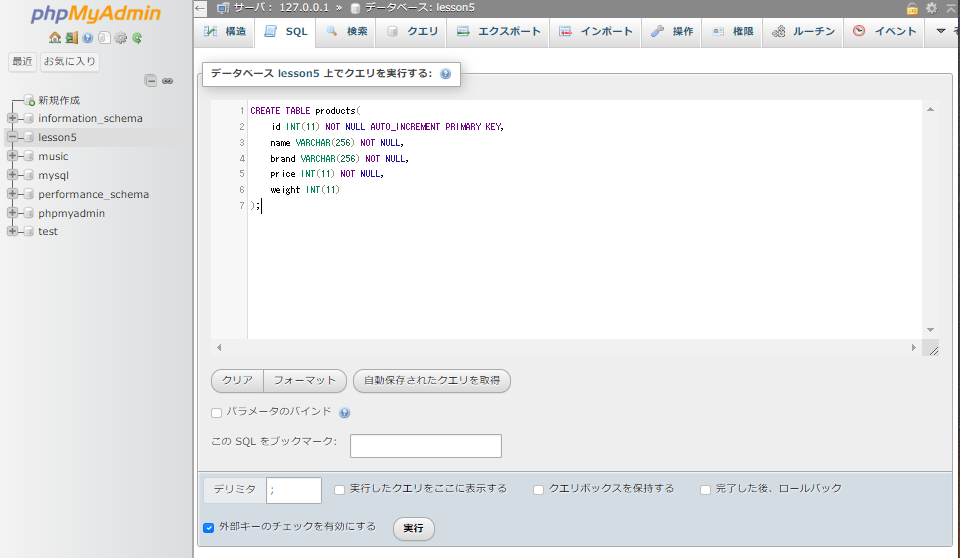 phpMyAdmin
最近 お気に入り
新規作成
information_schema
lesson5
music
mysql
performance_schema
phpmyadmin
test
サーバ: 127.0.0.1 » データベース: lesson5
構造 SQL 検索 クエリ エクスポート インポート 操作 権限 ルーチン イベント
データベース lesson5 上でクエリを実行する:
1 CREATE TABLE products(
2 id INT(11) NOT NULL AUTO_INCREMENT PRIMARY KEY,
3 name VARCHAR(256) NOT NULL,
4 brand VARCHAR(256) NOT NULL,
5 price INT(11) NOT NULL,
6 weight INT(11)
7 );
クリア フォーマット 自動保存されたクエリを取得
パラメータのバインド
この SQL をブックマーク:
デリミタ ; 実行したクエリをここに表示する クエリボックスを保持する 完了した後、ロールバック
外部キーのチェックを有効にする 実行